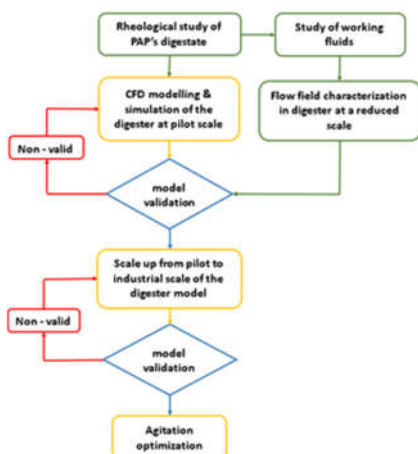 Rheological study of
PAP's digestate
Study of working
fluids
CFD modelling &
simulation of the
digester at pilot scale
Flow field characterization
in digester at a reduced
scale
Non - valid
model
validation
Scale up from pilot to
industrial scale of the
digester model
Non - valid
model
validation
Agitation
optimization